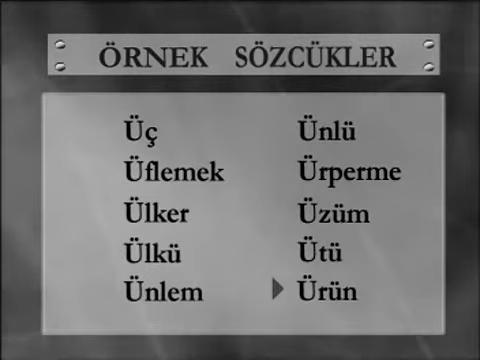 ÖRNEK SÖZCÜKLER
Üç
Üflemek
Ülker
Ülkü
Ünlem
Ünlü
Ürperme
Üzüm
Ütü
Ürün